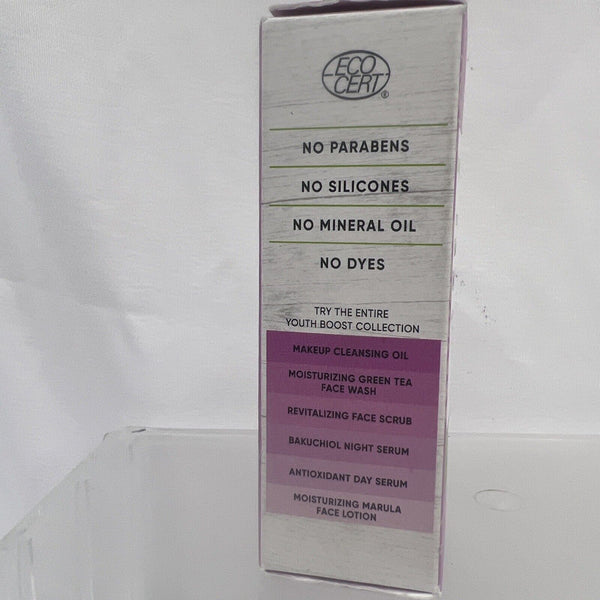 ECO
CERT®
NO PARABENS
NO SILICONES
NO MINERAL OIL
NO DYES
TRY THE ENTIRE
YOUTH BOOST COLLECTION
MAKEUP CLEANSING OIL
MOISTURIZING GREEN TEA
FACE WASH
REVITALIZING FACE SCRUB
BAKUCHIOL NIGHT SERUM
ANTIOXIDANT DAY SERUM
MOISTURIZING MARULA
FACE LOTION